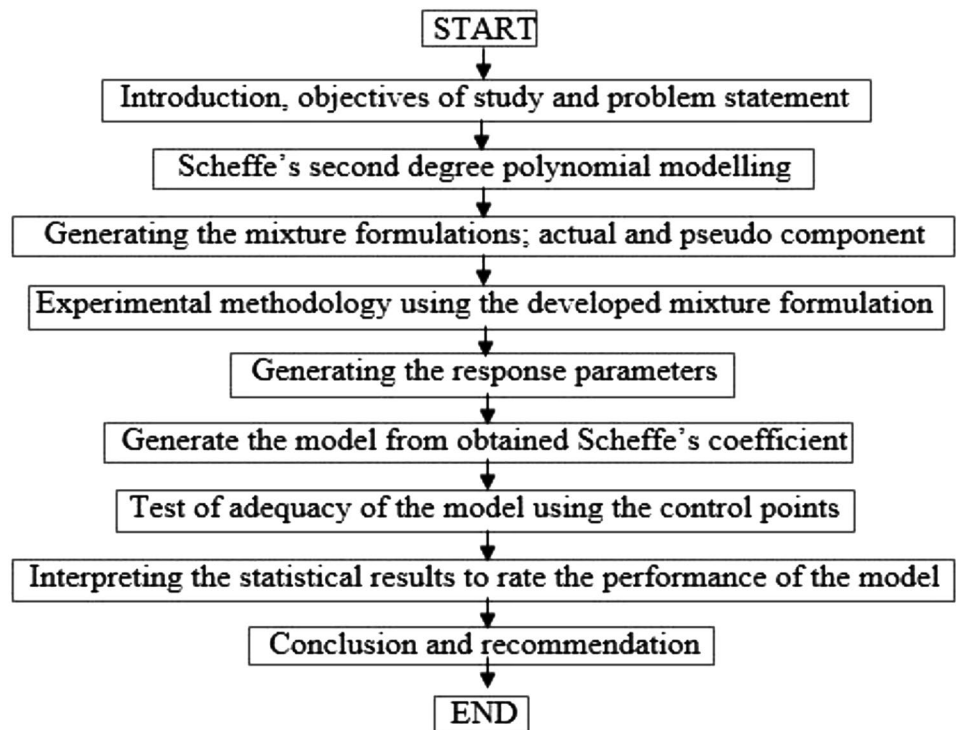 START
Introduction, objectives of study and problem statement
Scheffe's second degree polynomial modelling
Generating the mixture formulations; actual and pseudo component
Experimental methodology using the developed mixture formulation
Generating the response parameters
Generate the model from obtained Scheffe's coefficient
Test of adequacy of the model using the control points
Interpreting the statistical results to rate the performance of the model
Conclusion and recommendation
END